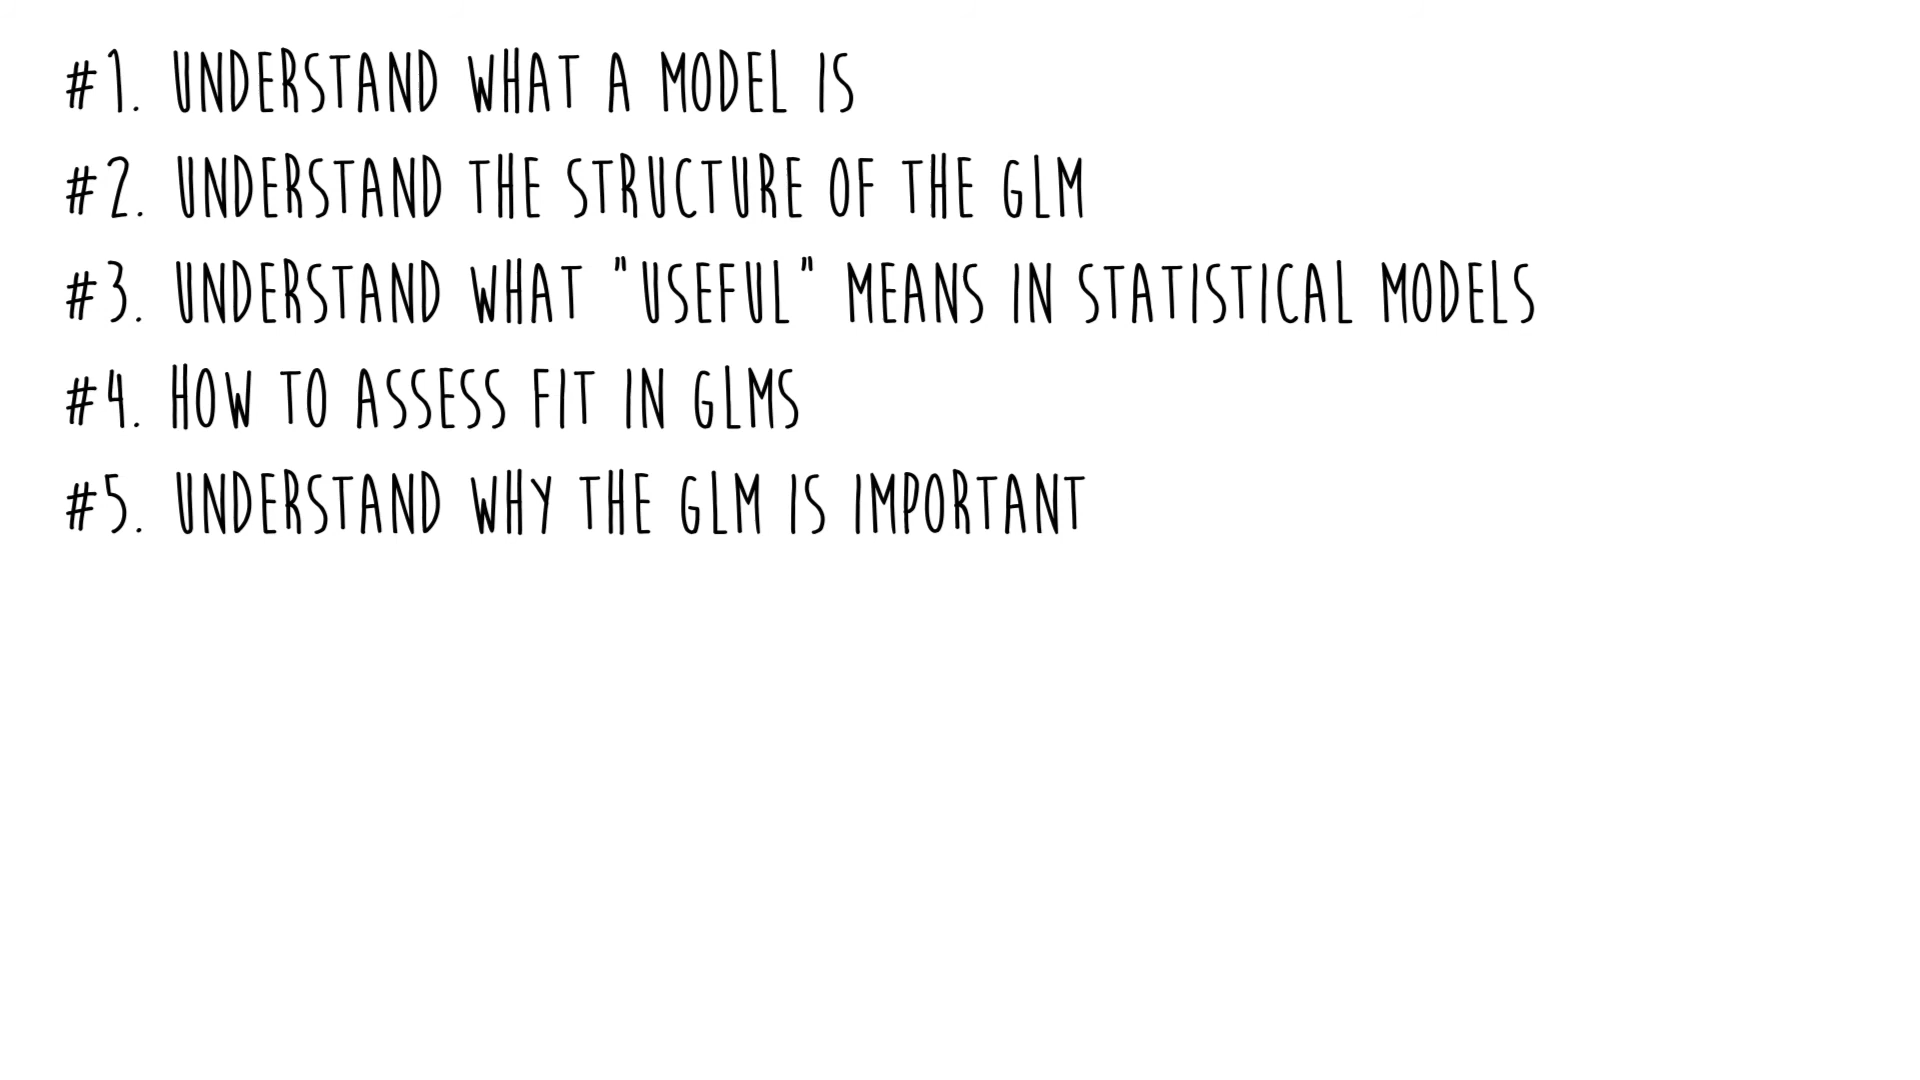 #1. UNDERSTAND WHAT A MODEL IS
#2. UNDERSTAND THE STRUCTURE OF THE GLM
#3. UNDERSTAND WHAT "USEFUL" MEANS IN STATISTICAL MODELS
#4. HOW TO ASSESS FIT IN GLMS
#5. UNDERSTAND WHY THE GLM IS IMPORTANT